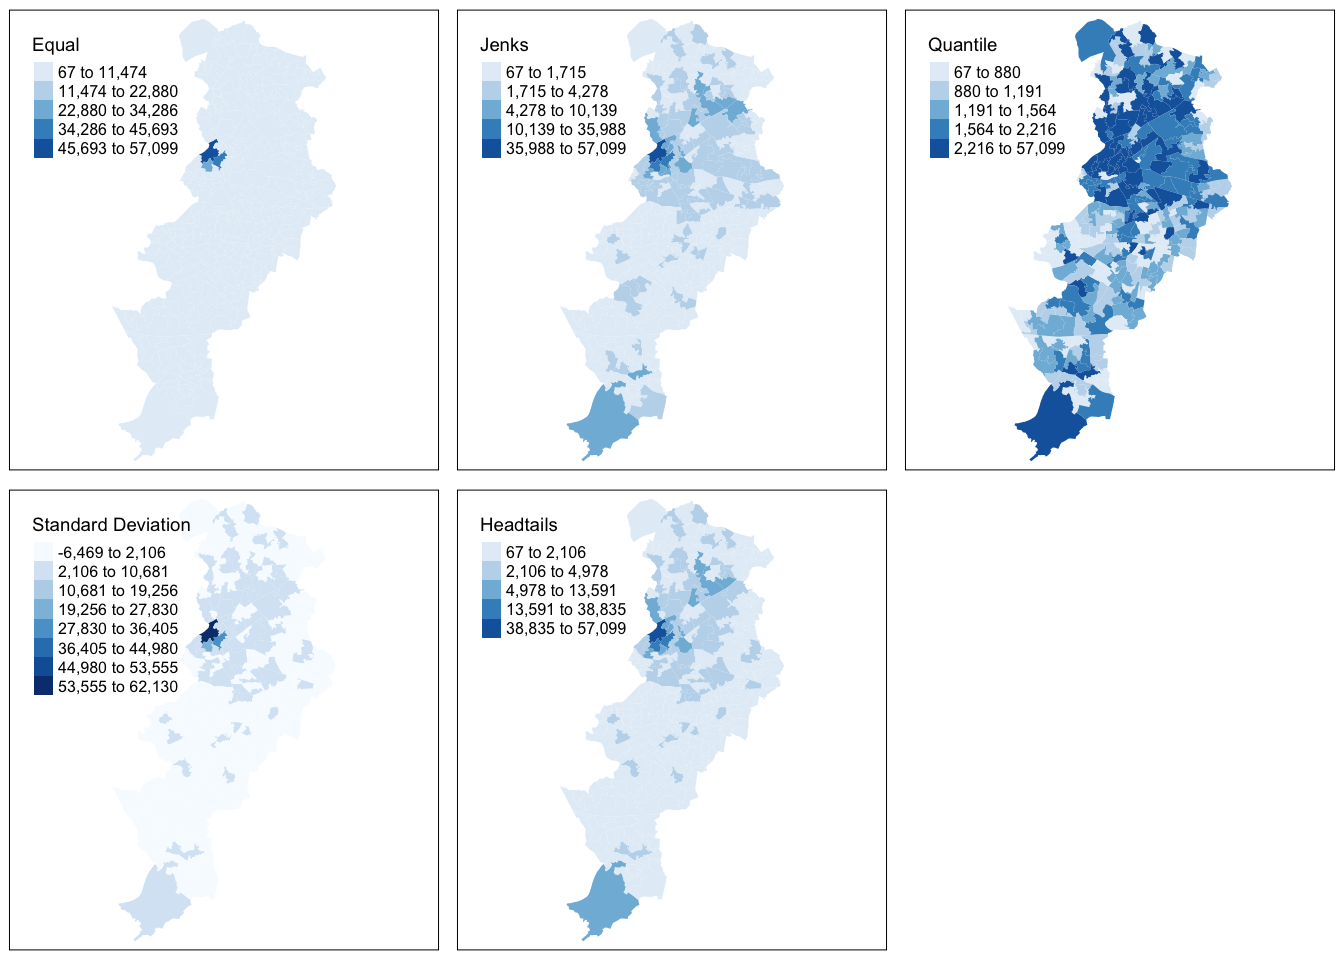 Equal
67 to 11,474
11,474 to 22,880
22,880 to 34,286
34,286 to 45,693
45,693 to 57,099
Jenks
67 to 1,715
1,715 to 4,278
4,278 to 10,139
10,139 to 35,988
35,988 to 57,099
Quantile
67 to 880
880 to 1,191
1,191 to 1,564
1,564 to 2,216
2,216 to 57,099
Standard Deviation
-6,469 to 2,106
2,106 to 10,681
10,681 to 19,256
19,256 to 27,830
27,830 to 36,405
36,405 to 44,980
44,980 to 53,555
53,555 to 62,130
Headtails
67 to 2,106
2,106 to 4,978
4,978 to 13,591
13,591 to 38,835
38,835 to 57,099